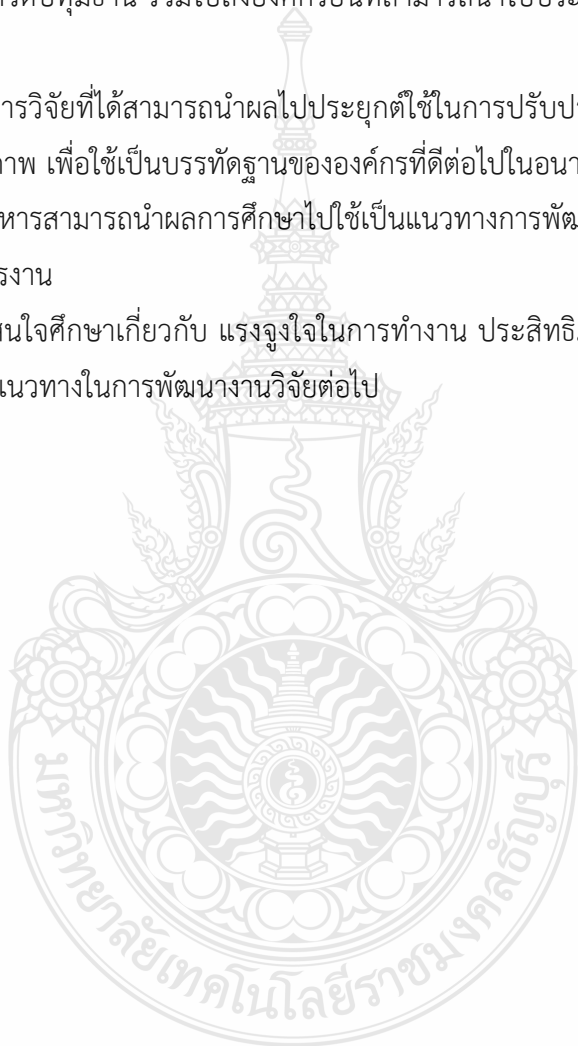 รวมไปถึงองค์กรอื่นที่สามารถนำไปประ
การวิจัยที่ได้สามารถนำผลไปประยุกต์ใช้ในการปรับปร
ภาพ เพื่อใช้เป็นบรรทัดฐานขององค์กรที่ดีต่อไปในอนา
หารสามารถนำผลการศึกษาไปใช้เป็นแนวทางการพัฒ
รงาน
สนใจศึกษาเกี่ยวกับ แรงจูงใจในการทำงาน ประสิทธิ
แนวทางในการพัฒนางานวิจัยต่อไป
มหาวิทยาลัยเทคโนโลยีราชมงคลธัญบุรี